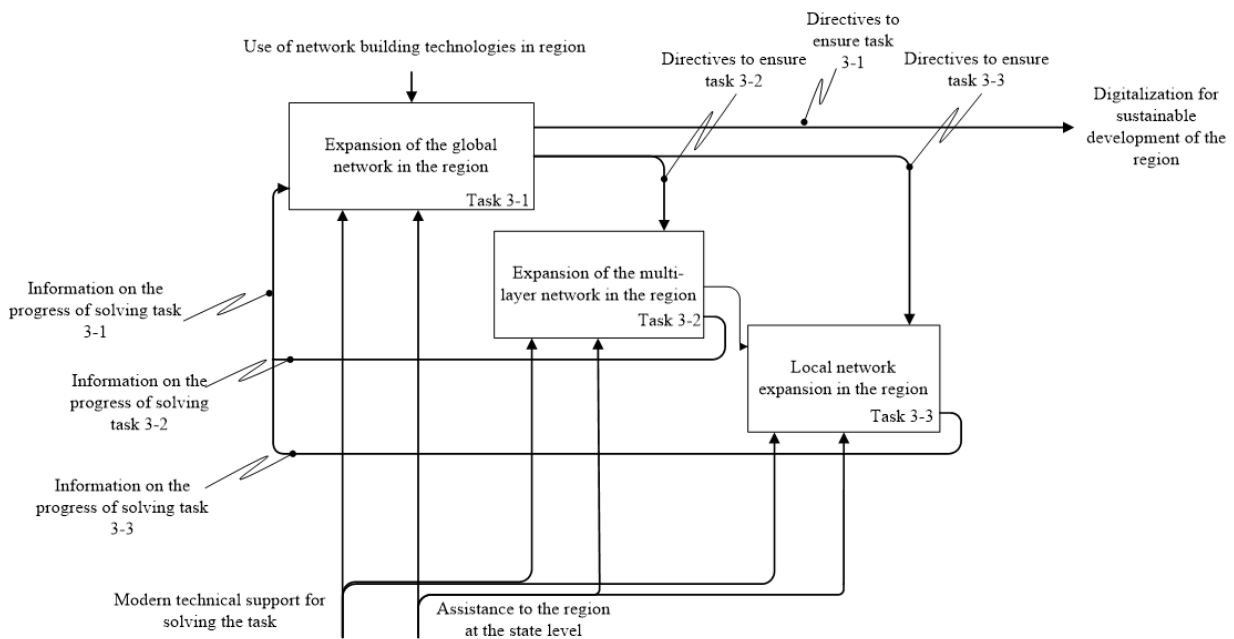 Use of network building technologies in region
Directives to
ensure task
3-1
Directives to ensure
task 3-2
Directives to ensure
task 3-3
Digitalization for
sustainable
development of the
region
Expansion of the global
network in the region
Task 3-1
Expansion of the multi-
layer network in the region
Task 3-2
Local network
expansion in the region
Task 3-3
Information on the
progress of solving task
3-1
Information on the
progress of solving
task 3-2
Information on the
progress of solving task
3-3
Modern technical support for
solving the task
Assistance to the region
at the state level